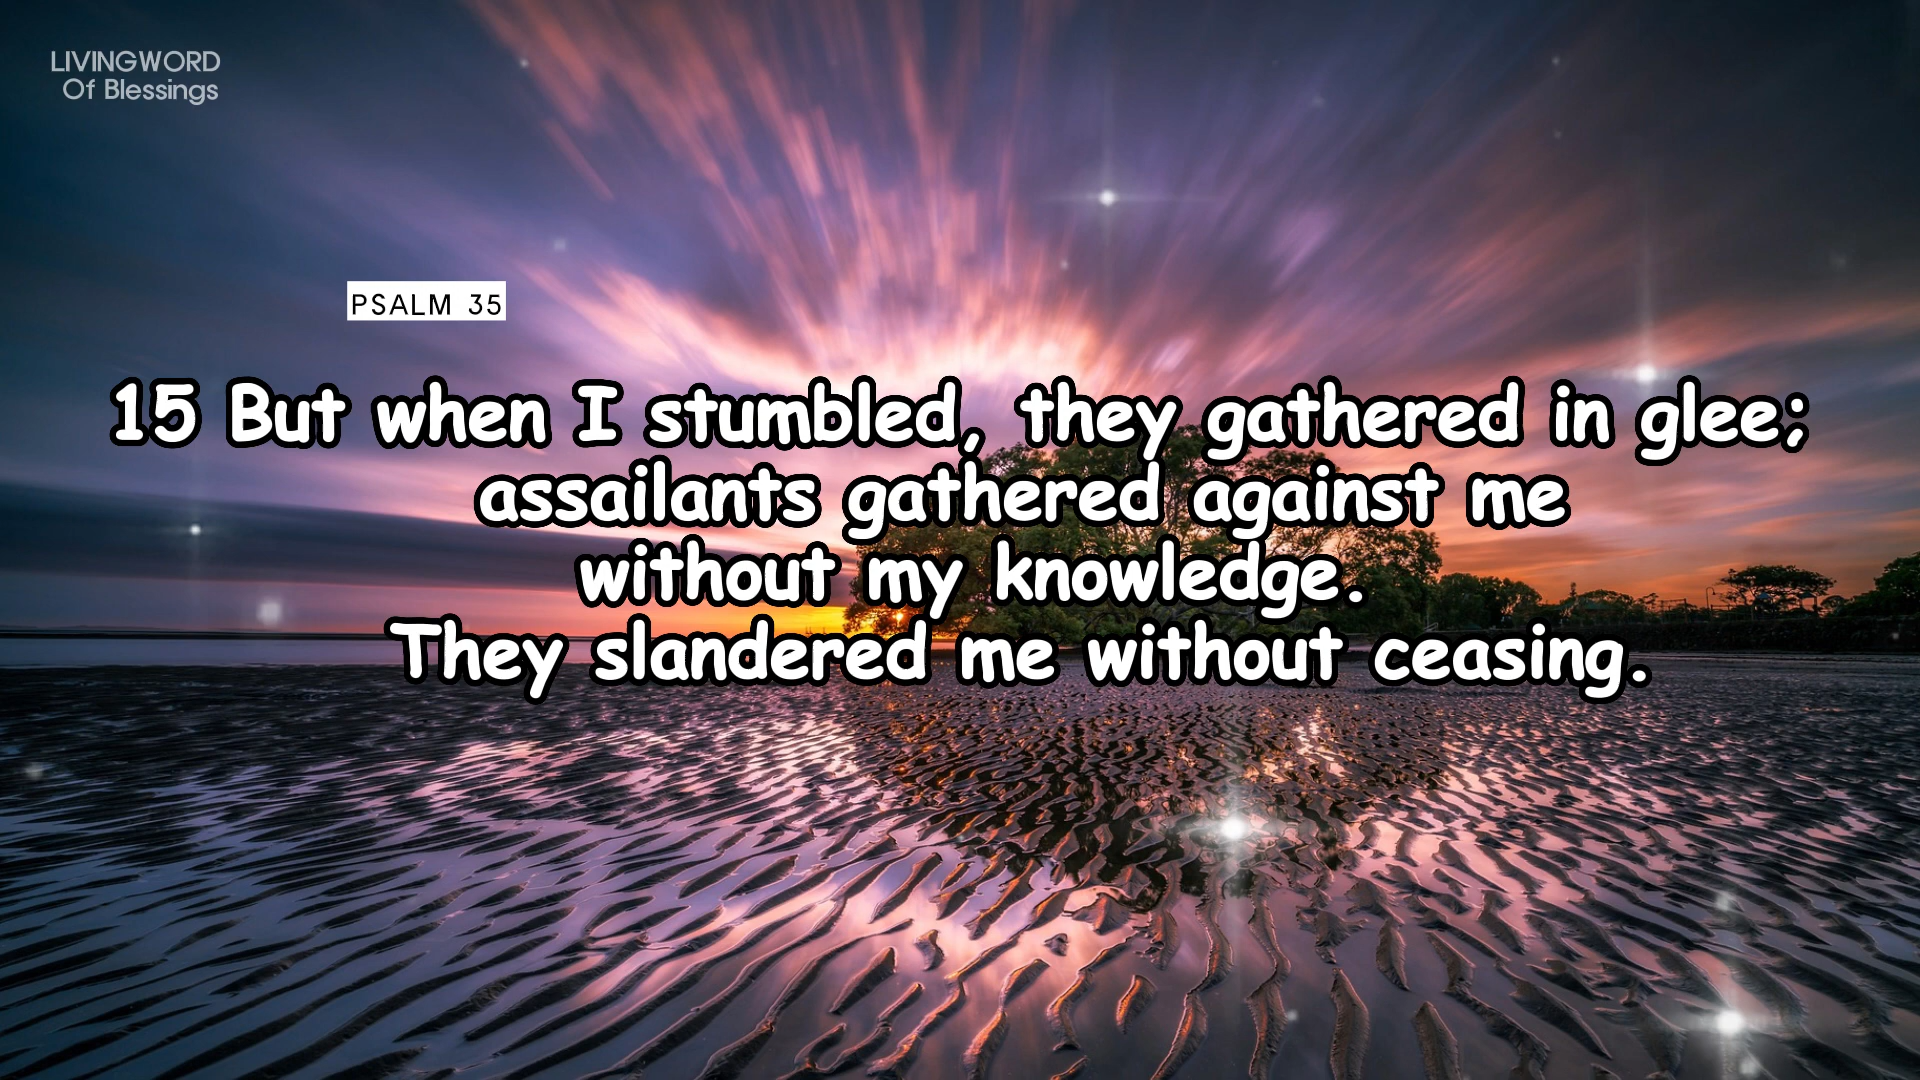 LIVINGWORD
Of Blessings
PSALM 35
15 But when I stumbled, they gathered in glee;
assailants gathered against me
without my knowledge.
They slandered me without ceasing.